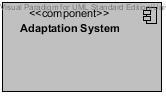 Visual Paradigm for UML Standard Edition
<<component>>
Adaptation System